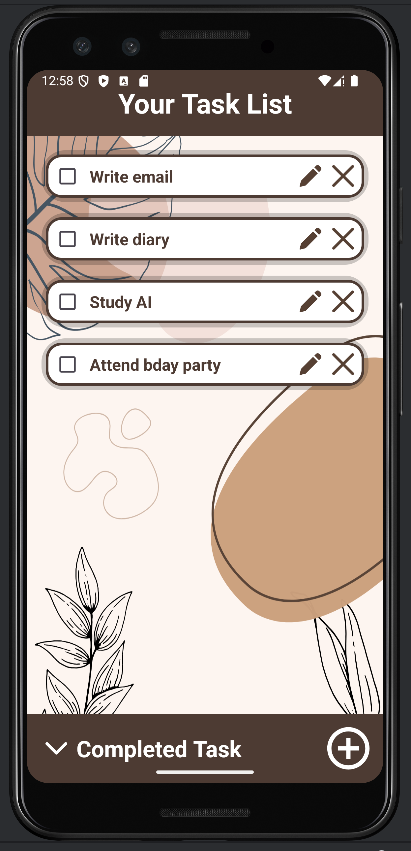 12:58
Your Task List
Write email
Write diary
Study AI
Attend bday party
Completed Task